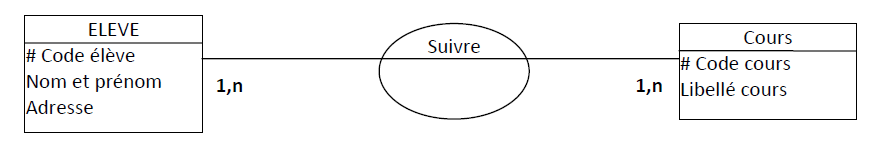 ELEVE
# Code élève
Nom et prénom
Adresse
1,n
Suivre
1,n
Cours
# Code cours
Libellé cours